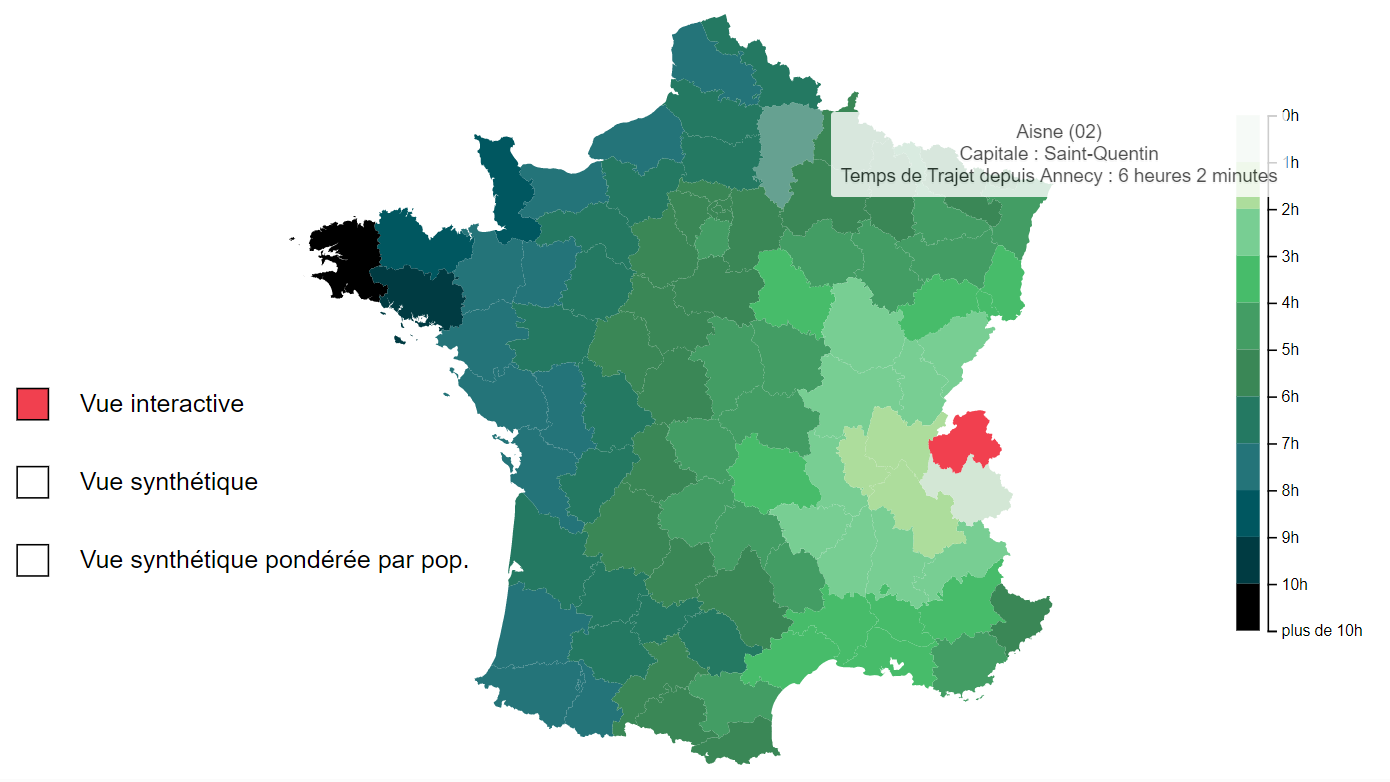 Aisne (02)
Capitale : Saint-Quentin
Temps de Trajet depuis Annecy : 6 heures 2 minutes
0h
1h
2h
3h
4h
5h
6h
7h
8h
9h
10h
plus de 10h
Vue interactive
Vue synthétique
Vue synthétique pondérée par pop.